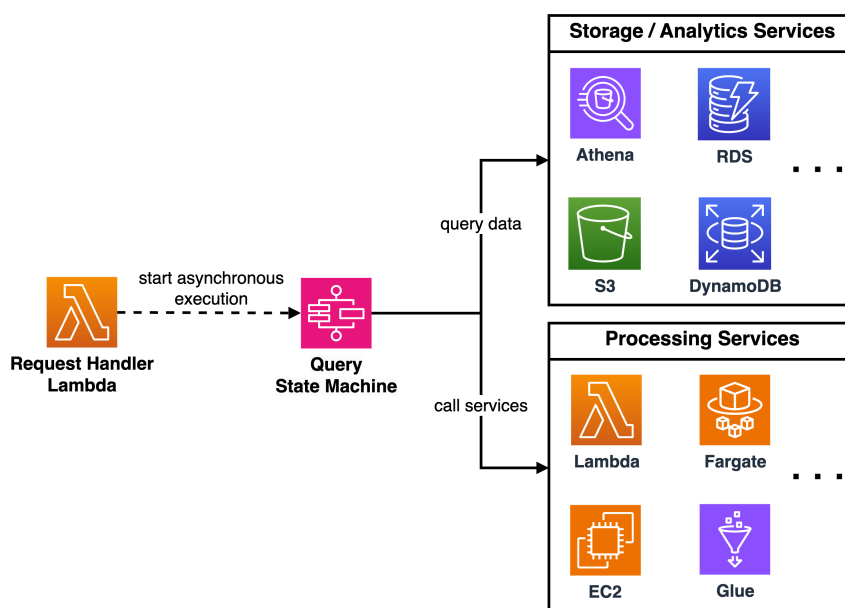 Storage / Analytics Services
Athena
RDS
. . .
query data
S3
DynamoDB
start asynchronous
execution
Request Handler
Lambda
Query
State Machine
call services
Processing Services
Lambda
Fargate
. . .
EC2
Glue